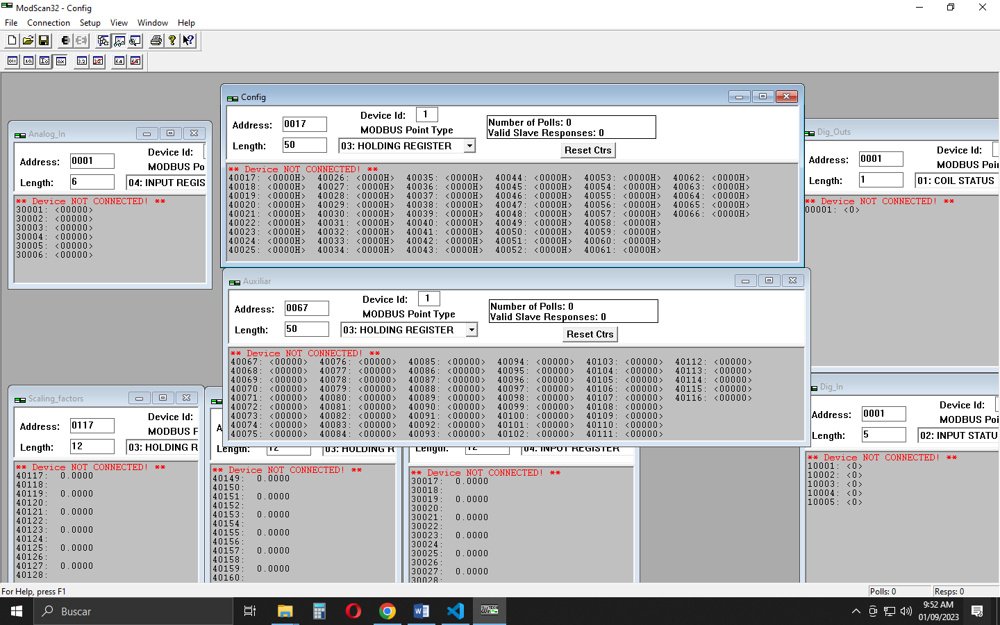 ModScan32 - Config
File Connection Setup View Window Help
Config
Address: 0017
Device Id: 1
MODBUS Point Type
Length: 50
03: HOLDING REGISTER
Number of Polls: 0
Valid Slave Responses: 0
Reset Ctrs
** Device NOT CONNECTED! **
40017: <0000H> 40026: <0000H> 40035: <0000H> 40044: <0000H> 40053: <0000H> 40062: <0000H>
40018: <0000H> 40027: <0000H> 40036: <0000H> 40045: <0000H> 40054: <0000H> 40063: <0000H>
40019: <0000H> 40028: <0000H> 40037: <0000H> 40046: <0000H> 40055: <0000H> 40064: <0000H>
40020: <0000H> 40029: <0000H> 40038: <0000H> 40047: <0000H> 40056: <0000H> 40065: <0000H>
40021: <0000H> 40030: <0000H> 40039: <0000H> 40048: <0000H> 40057: <0000H> 40066: <0000H>
40022: <0000H> 40031: <0000H> 40040: <0000H> 40049: <0000H> 40058: <0000H>
40023: <0000H> 40032: <0000H> 40041: <0000H> 40050: <0000H> 40059: <0000H>
40024: <0000H> 40033: <0000H> 40042: <0000H> 40051: <0000H> 40060: <0000H>
40025: <0000H> 40034: <0000H> 40043: <0000H> 40052: <0000H> 40061: <0000H>
Analog_In
Address: 0001
Device Id:
MODBUS Po
Length: 6
04: INPUT REGIS
** Device NOT CONNECTED! **
30001: <00000>
30002: <00000>
30003: <00000>
30004: <00000>
30005: <00000>
30006: <00000>
Dig_Outs
Address: 0001
Device Id:
MODBUS Poi
Length: 1
01: COIL STATUS
** Device NOT CONNECTED! **
00001: <0>
Auxiliar
Address: 0067
Device Id: 1
MODBUS Point Type
Length: 50
03: HOLDING REGISTER
Number of Polls: 0
Valid Slave Responses: 0
Reset Ctrs
** Device NOT CONNECTED! **
40067: <00000> 40076: <00000> 40085: <00000> 40094: <00000> 40103: <00000> 40112: <00000>
40068: <00000> 40077: <00000> 40086: <00000> 40095: <00000> 40104: <00000> 40113: <00000>
40069: <00000> 40078: <00000> 40087: <00000> 40096: <00000> 40105: <00000> 40114: <00000>
40070: <00000> 40079: <00000> 40088: <00000> 40097: <00000> 40106: <00000> 40115: <00000>
40071: <00000> 40080: <00000> 40089: <00000> 40098: <00000> 40107: <00000> 40116: <00000>
40072: <00000> 40081: <00000> 40090: <00000> 40099: <00000> 40108: <00000>
40073: <00000> 40082: <00000> 40091: <00000> 40100: <00000> 40109: <00000>
40074: <00000> 40083: <00000> 40092: <00000> 40101: <00000> 40110: <00000>
40075: <00000> 40084: <00000> 40093: <00000> 40102: <00000> 40111: <00000>
Scaling_factors
Address: 0117
Device Id:
MODBUS F
Length: 12
03: HOLDING R
** Device NOT CONNECTED! **
40117: 0.0000
40118:
40119: 0.0000
40120:
40121: 0.0000
40122:
40123: 0.0000
40124:
40125: 0.0000
40126:
40127: 0.0000
40128:
A
12
03: HOLDING R
** Device NOT CONNECTED! **
40149: 0.0000
40150:
40151: 0.0000
40152:
40153: 0.0000
40154:
40155: 0.0000
40156:
40157: 0.0000
40158:
40159: 0.0000
40160:
Length: 12
04: INPUT REGISTER
** Device NOT CONNECTED! **
30017: 0.0000
30018:
30019: 0.0000
30020:
30021: 0.0000
30022:
30023: 0.0000
30024:
30025: 0.0000
30026:
30027: 0.0000
30028:
Dig_In
Address: 0001
Device Id:
MODBUS Poi
Length: 5
02: INPUT STATU
** Device NOT CONNECTED! **
10001: <0>
10002: <0>
10003: <0>
10004: <0>
10005: <0>
For Help, press F1
Polls: 0
Resps: 0
Buscar
9:52 AM
01/09/2023